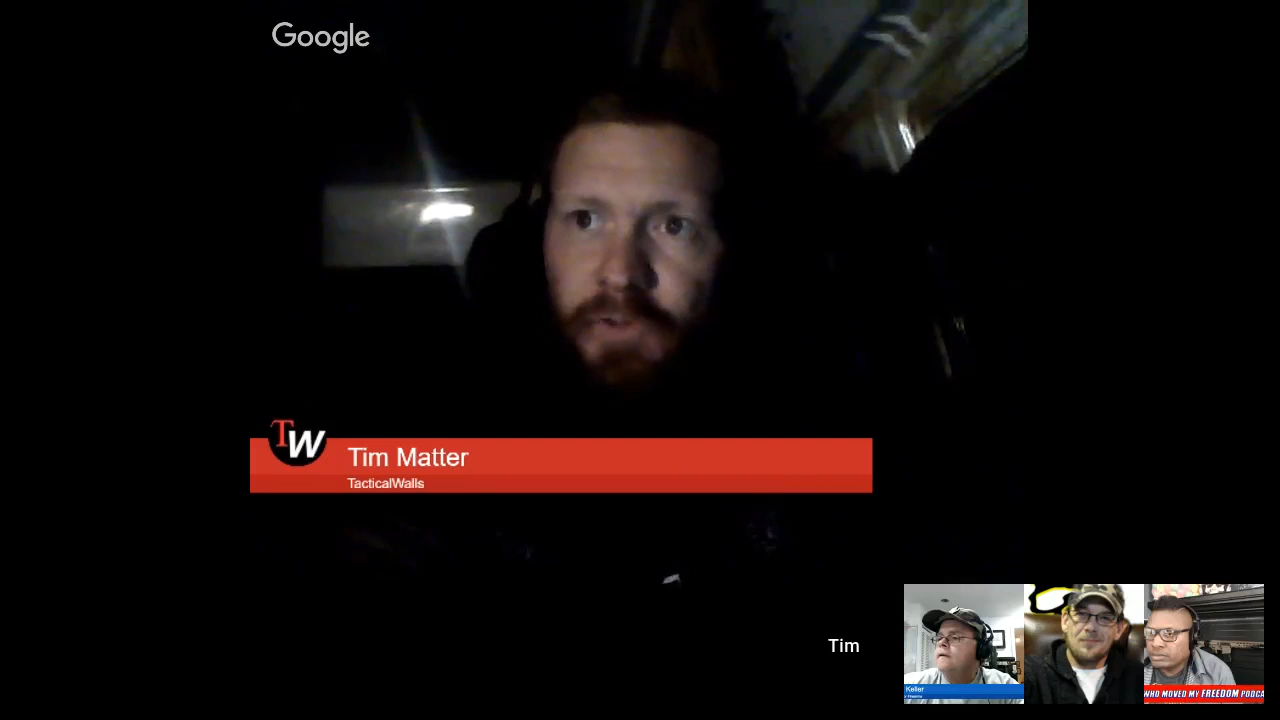 Google
TW
Tim Matter
TacticalWalls
Tim
Keller
WHO MOVED MY FREEDOM PODCA